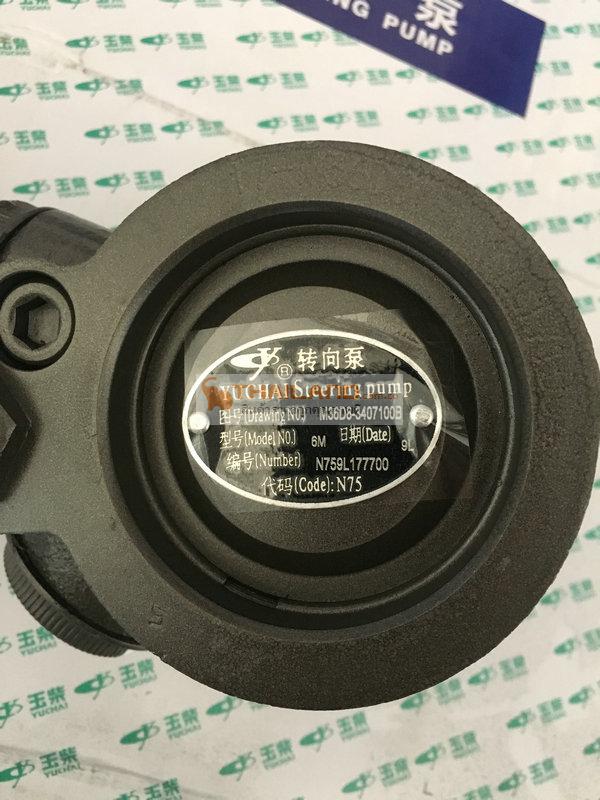 泵
NG PUMP
® 转向泵
YUCHAI Steering pump
图号(Drawing NO.) M36D8-3407100B
型号(Model NO.) 6M 日期(Date) 9L
编号(Number) N759L177700
代码(Code): N75
玉柴
YUCHAI